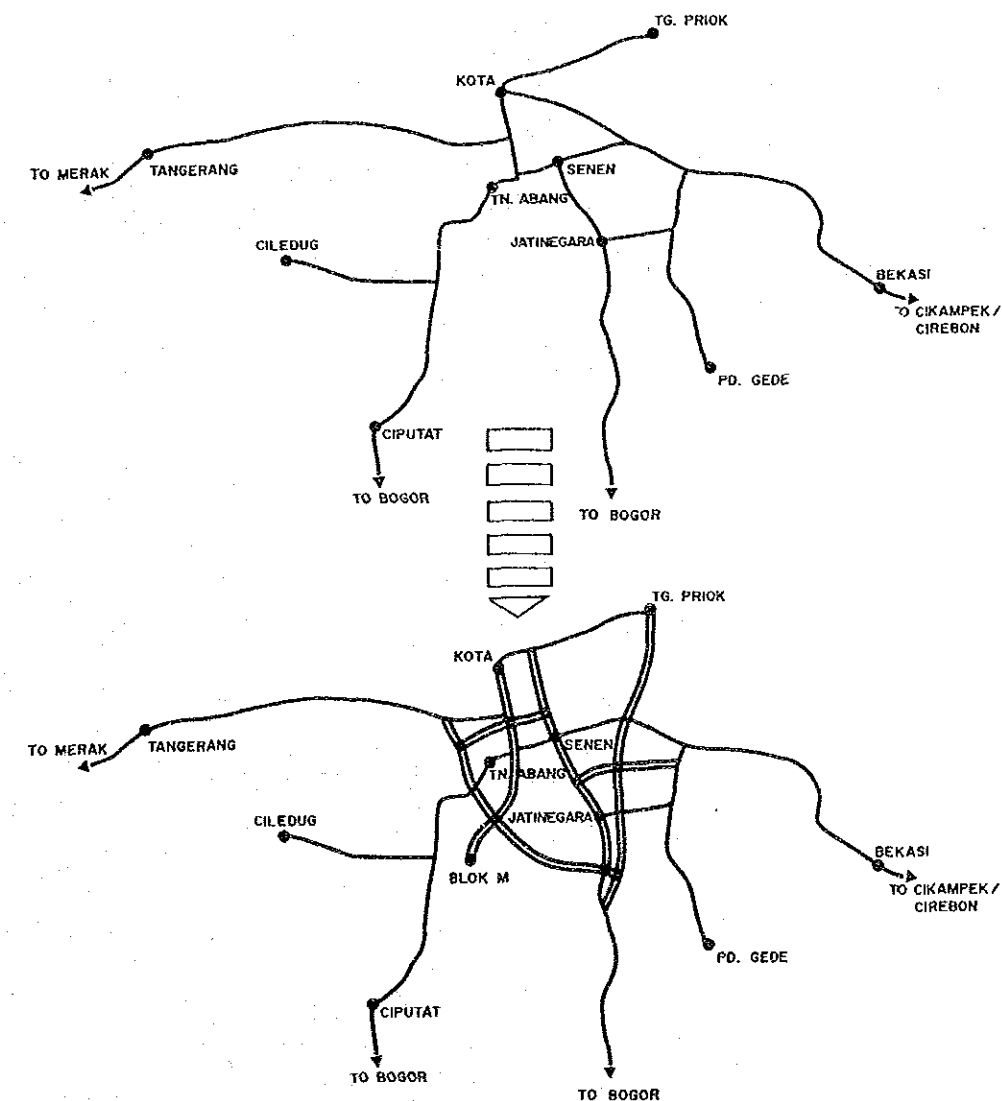 TG. PRIOK
KOTA
TO MERAK
TANGERANG
SENEN
TN. ABANG
CILEDUG
JATINEGARA
BEKASI
TO CIKAMPEK /
CIREBON
PD. GEDE
CIPUTAT
TO BOGOR
TO BOGOR
TG. PRIOK
KOTA
TO MERAK
TANGERANG
SENEN
TN. ABANG
CILEDUG
JATINEGARA
BEKASI
BLOK M
TO CIKAMPEK /
CIREBON
PD. GEDE
CIPUTAT
TO BOGOR
TO BOGOR